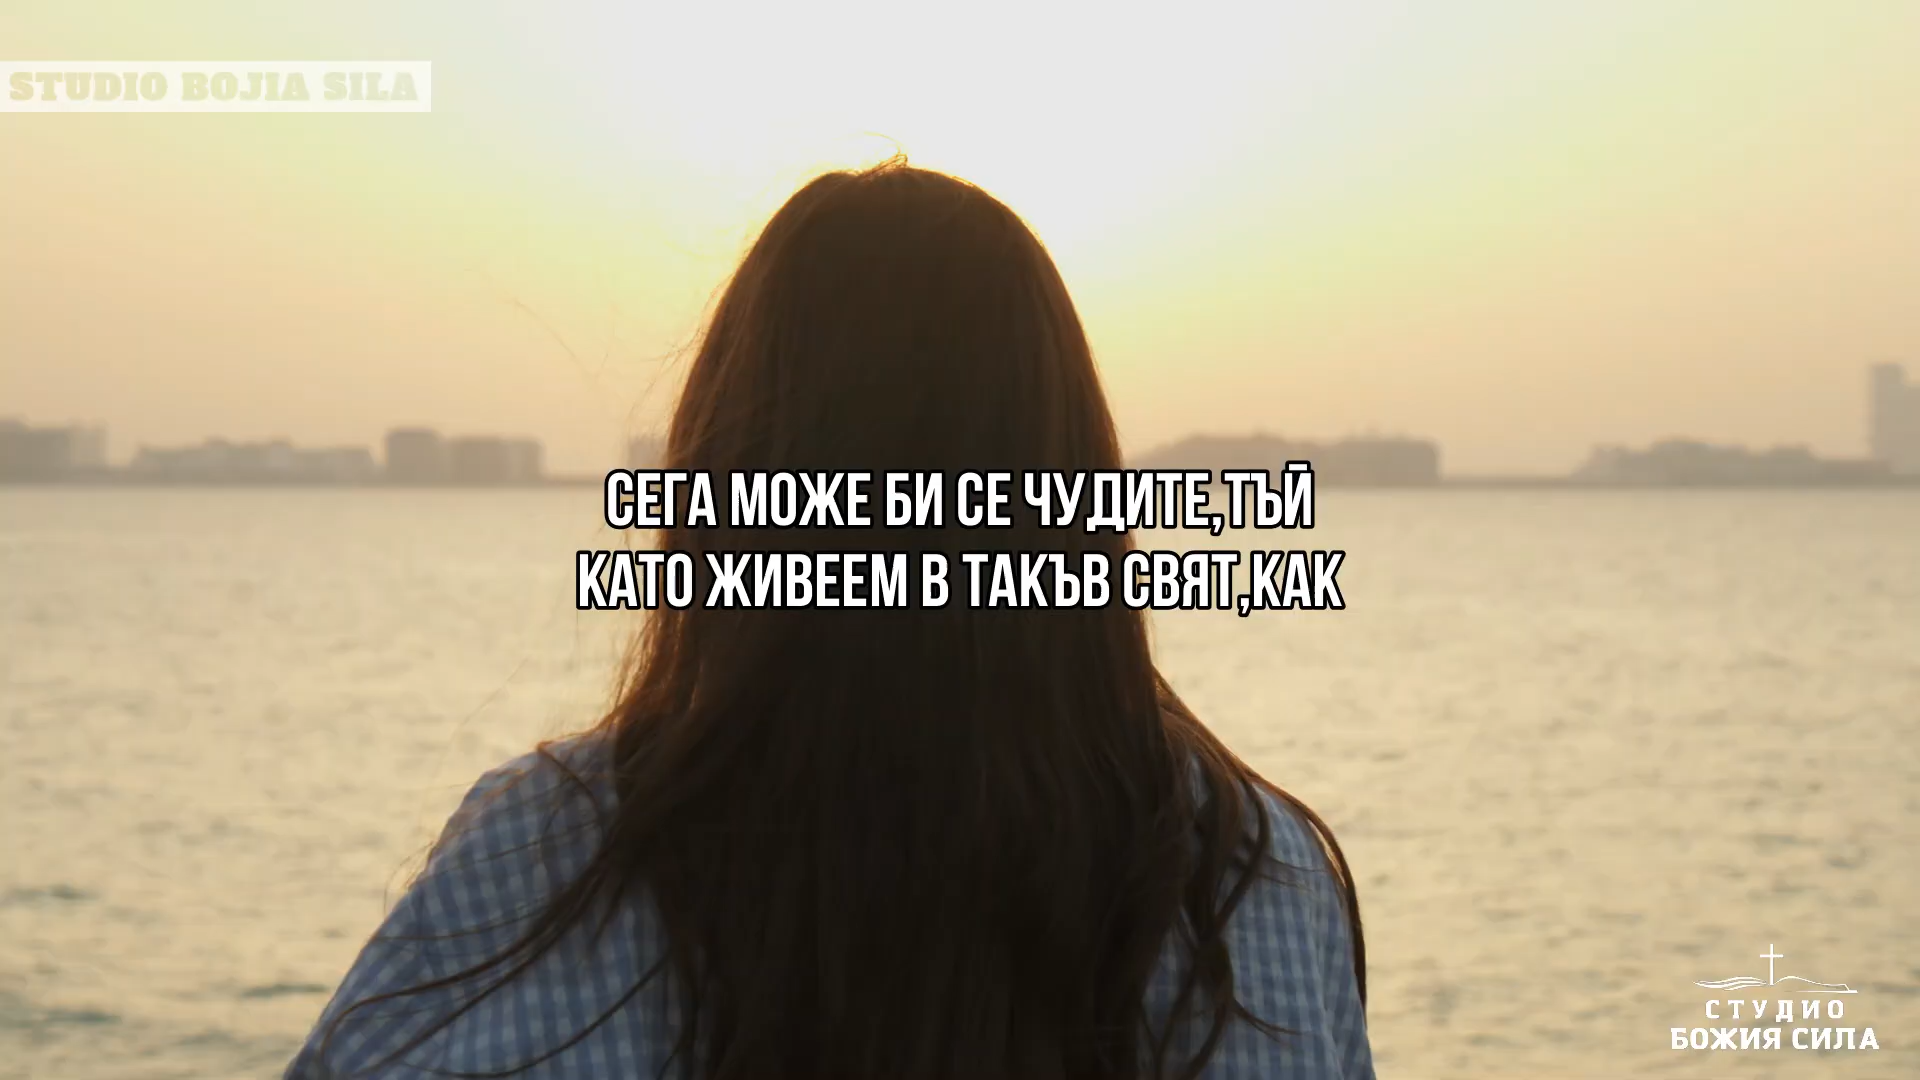 STUDIO BOJIA SILA
СЕГА МОЖЕ БИ СЕ ЧУДИТЕ,ТЪЙ
КАТО ЖИВЕЕМ В ТАКЪВ СВЯТ,КАК
СТУДИО
БОЖИЯ СИЛА